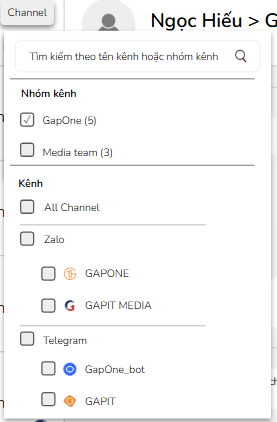 Channel
Ngọc Hiếu > G
Tìm kiếm theo tên kênh hoặc nhóm kênh
Nhóm kênh
GapOne (5)
Media team (3)
Kênh
All Channel
Zalo
GAPONE
GAPIT MEDIA
Telegram
GapOne_bot
GAPIT